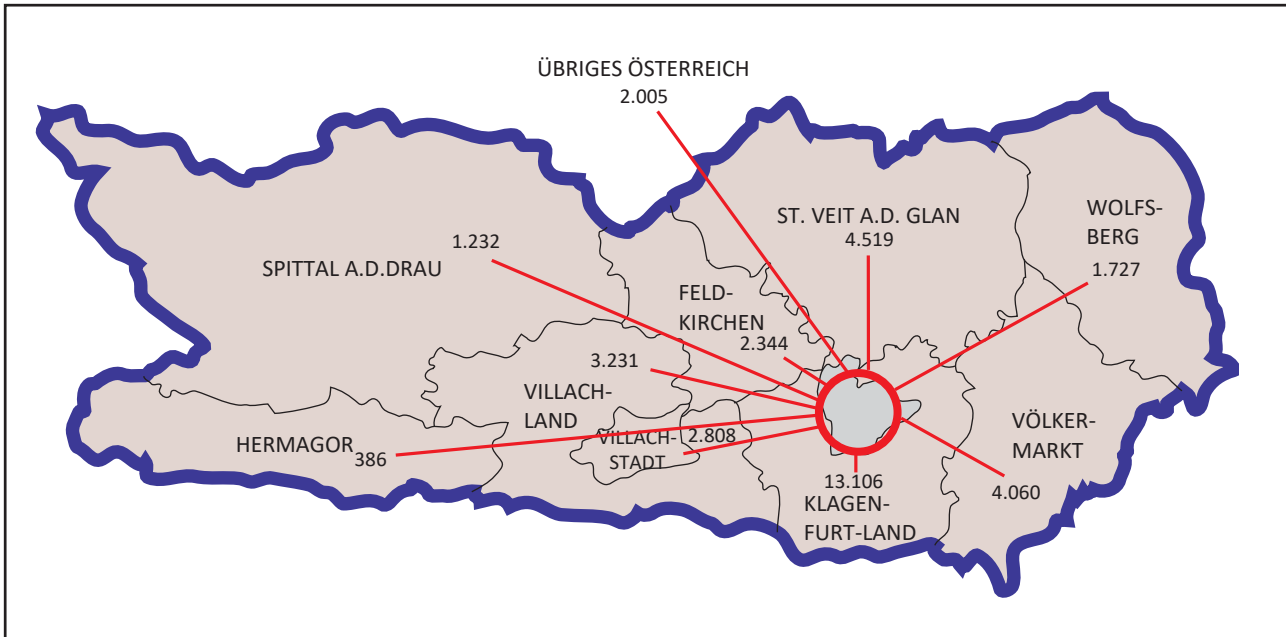 ÜBRIGES ÖSTERREICH
2.005
ST. VEIT A.D. GLAN
4.519
WOLFS-
BERG
1.727
SPITTAL A.D.DRAU
1.232
FELD-
KIRCHEN
2.344
3.231
VILLACH-
LAND
HERMAGOR
386
VILLACH-
STADT
2.808
VÖLKER-
MARKT
4.060
13.106
KLAGEN-
FURT-LAND